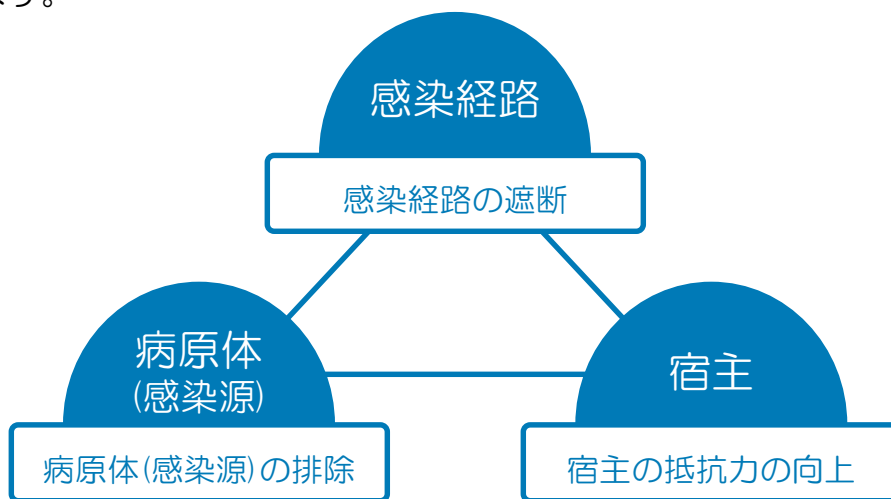 感染経路
感染経路の遮断
病原体
(感染源)
病原体(感染源)の排除
宿主
宿主の抵抗力の向上